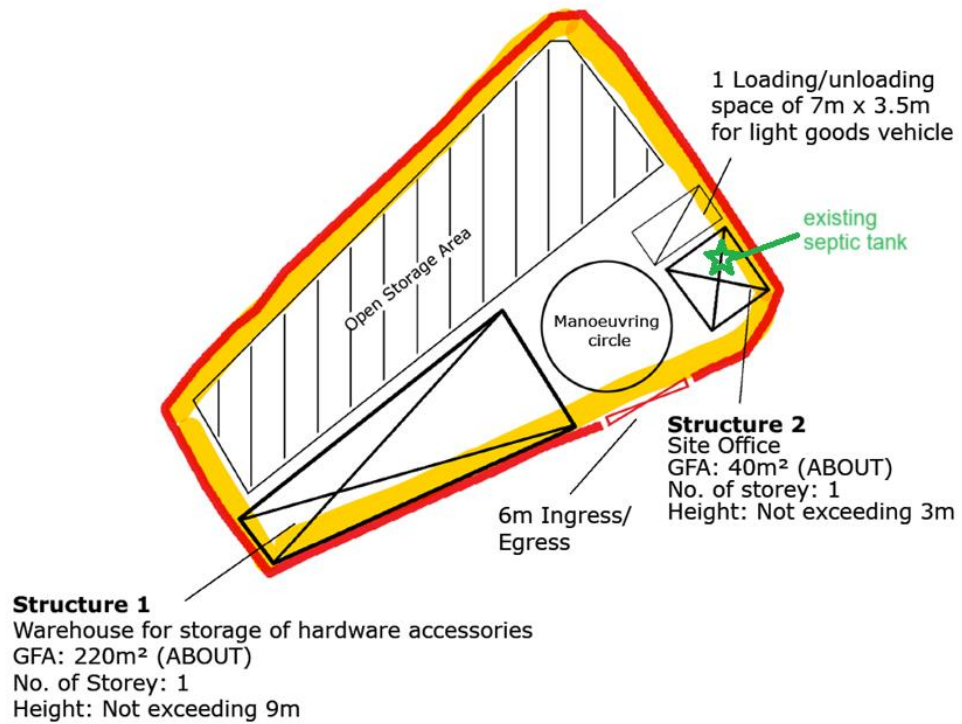 1 Loading/unloading
space of 7m x 3.5m
for light goods vehicle
existing
septic tank
Open Storage Area
Manoeuvring
circle
Structure 2
Site Office
GFA: 40m² (ABOUT)
No. of storey: 1
Height: Not exceeding 3m
6m Ingress/
Egress
Structure 1
Warehouse for storage of hardware accessories
GFA: 220m² (ABOUT)
No. of Storey: 1
Height: Not exceeding 9m